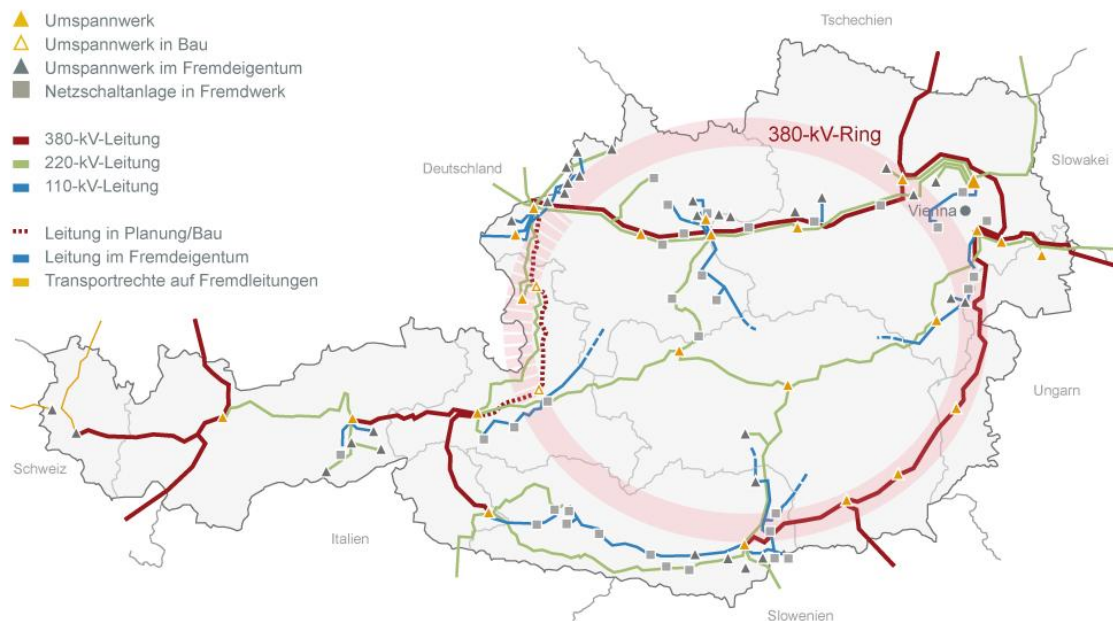 Umspannwerk
Umspannwerk in Bau
Umspannwerk im Fremdeigentum
Netzschaltanlage in Fremdwerk
380-kV-Leitung
220-kV-Leitung
110-kV-Leitung
Leitung in Planung/Bau
Leitung im Fremdeigentum
Transportrechte auf Fremdleitungen
Tschechien
380-kV-Ring
Deutschland
Slowakei
Vienna
Ungarn
Schweiz
Italien
Slowenien